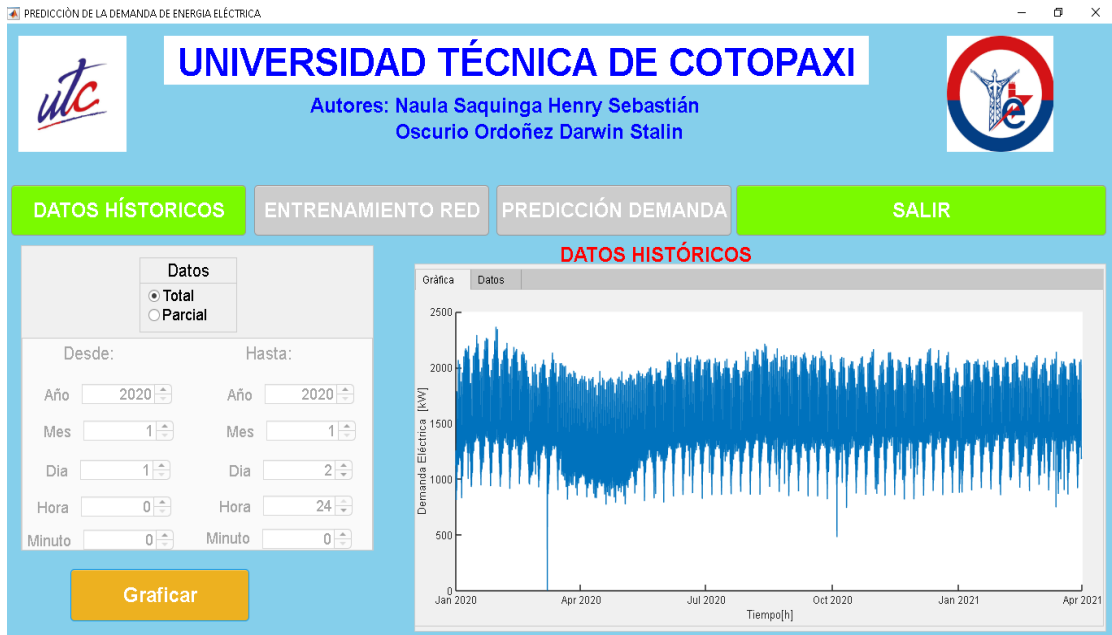 PREDICCIÒN DE LA DEMANDA DE ENERGIA ELÉCTRICA
utc
UNIVERSIDAD TÉCNICA DE COTOPAXI
Autores: Naula Saquinga Henry Sebastián
Oscurio Ordoñez Darwin Stalin
DATOS HÍSTORICOS
ENTRENAMIENTO RED
PREDICCIÓN DEMANDA
SALIR
Datos
Total
Parcial
Desde:
Hasta:
Año 2020
Año 2020
Mes 1
Mes 1
Dia 1
Dia 2
Hora 0
Hora 24
Minuto 0
Minuto 0
Graficar
DATOS HISTÓRICOS
Gràfica
Datos
2500
2000
1500
1000
500
0
Demanda Eléctrica [kW]
Jan 2020
Apr 2020
Jul 2020
Oct 2020
Jan 2021
Apr 2021
Tiempo[h]